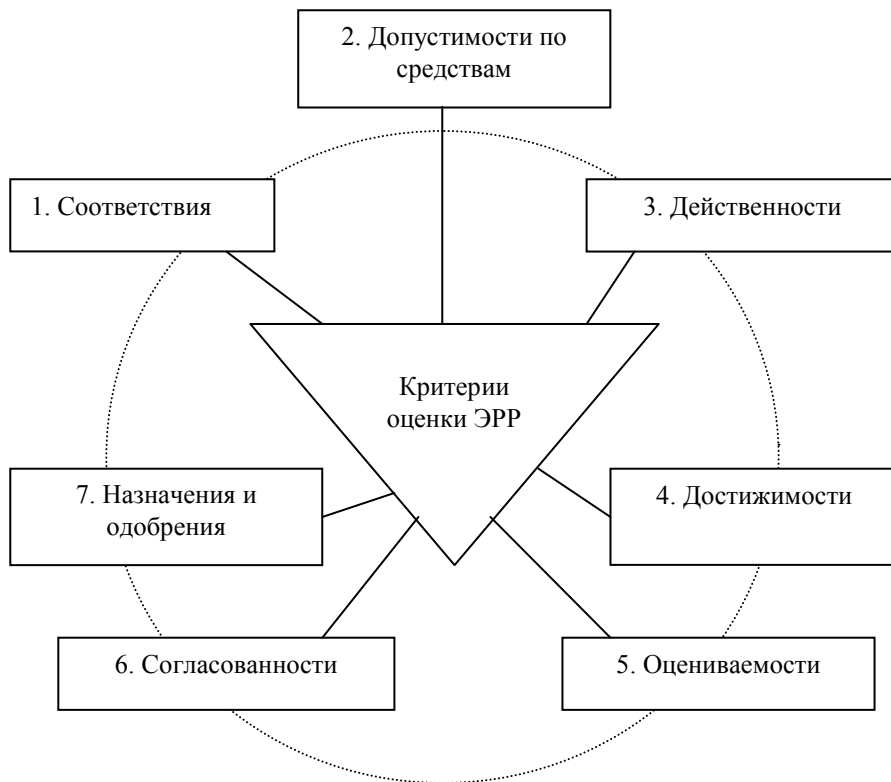 2. Допустимости по
средствам
1. Соответствия
3. Действенности
Критерии
оценки ЭРР
7. Назначения и
одобрения
4. Достижимости
6. Согласованности
5. Оцениваемости